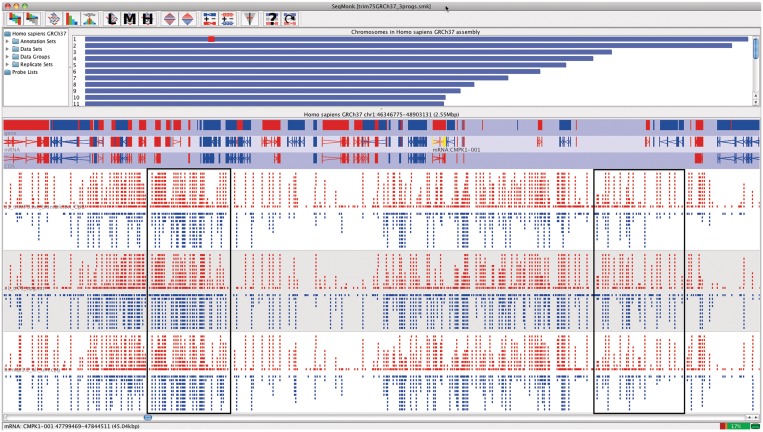 SeqMonk [trim75GRCh37_3progs.smk]
L M H ?
Homo sapiens GRCh37
Annotation Sets
Data Sets
Data Groups
Replicate Sets
Probe Lists
Chromosomes in Homo sapiens GRCh37 assembly
1
2
3
4
5
6
7
8
9
10
11
Homo sapiens GRCh37 chr1:46346775-48903131 (2.55Mbp)
gene
mRNA
mRNA:CMPK1-001
CDS
mRNA: CMPK1-001 47799469-47844511 (45.04kbp)
17%